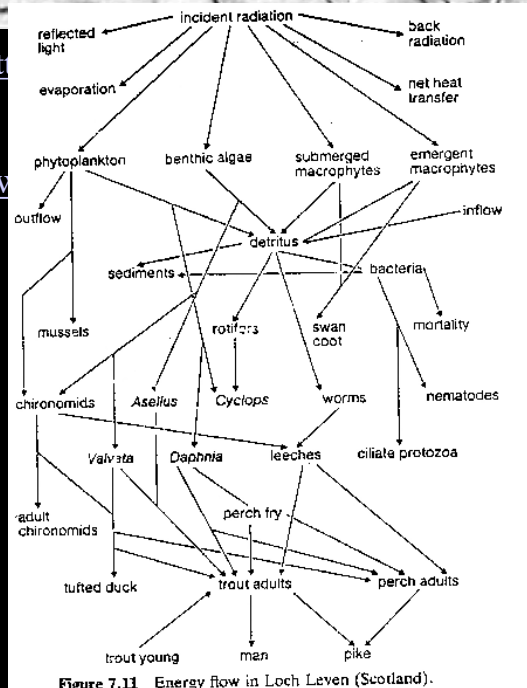 incident radiation
reflected
light
back
radiation
evaporation
net heat
transfer
phytoplankton
benthic algae
submerged
macrophytes
emergent
macrophytes
outflow
inflow
detritus
sediments
bacteria
mussels
rotifers
swan
coot
mortality
chironomids
Asellus
Cyclops
worms
nematodes
Valvata
Daphnia
leeches
ciliate protozoa
adult
chironomids
perch fry
tufted duck
trout adults
perch adults
trout young
man
pike
Figure 7.11 Energy flow in Loch Leven (Scotland).